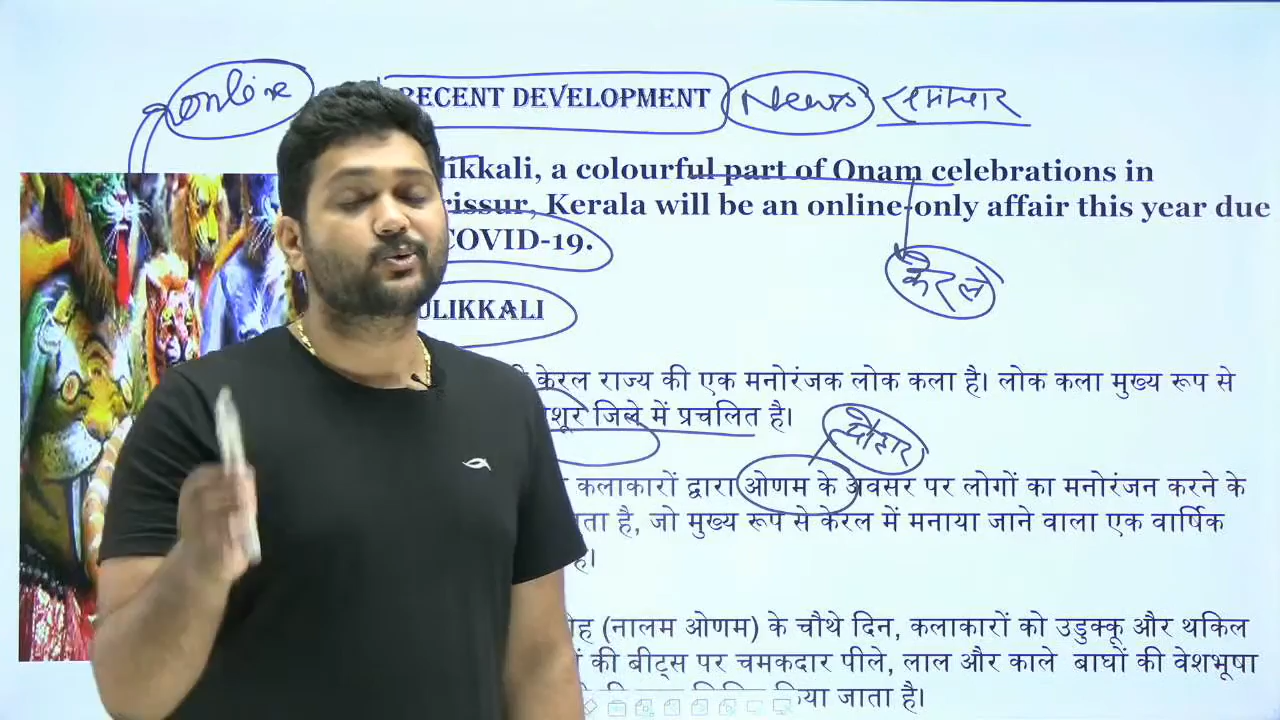 online
RECENT DEVELOPMENT News समाचार
likkali, a colourful part of Onam celebrations in
rissur, Kerala will be an online-only affair this year due
COVID-19.
केरल
ULIKKALI
केरल राज्य की एक मनोरंजक लोक कला है। लोक कला मुख्य रूप से
शूर जिले में प्रचलित है।
त्यौहार
कलाकारों द्वारा ओणम के अवसर पर लोगों का मनोरंजन करने के
ता है, जो मुख्य रूप से केरल में मनाया जाने वाला एक वार्षिक
है।
ोह (नालम ओणम) के चौथे दिन, कलाकारों को उडुक्कू और थकिल
की बीट्स पर चमकदार पीले, लाल और काले बाघों की वेशभूषा
किया जाता है।